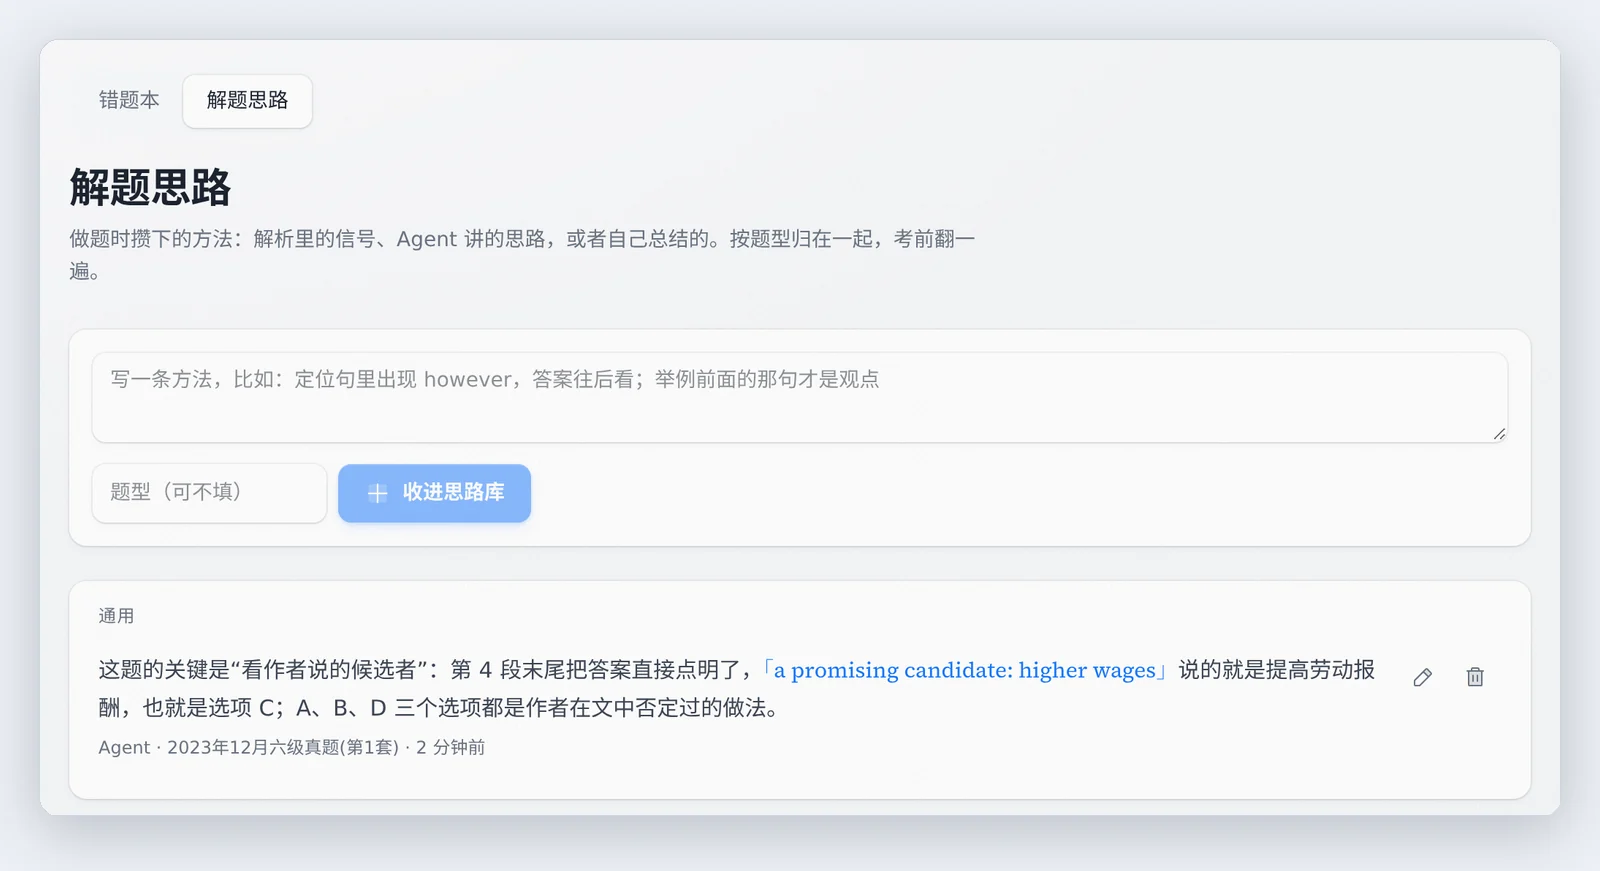 错题本
解题思路
解题思路
做题时攒下的方法：解析里的信号、Agent 讲的思路，或者自己总结的。按题型归在一起，考前翻一
遍。
写一条方法，比如：定位句里出现 however，答案往后看；举例前面的那句才是观点
题型（可不填）
收进思路库
通用
这题的关键是“看作者说的候选者”：第 4 段末尾把答案直接点明了，「a promising candidate: higher wages」说的就是提高劳动报
酬，也就是选项 C；A、B、D 三个选项都是作者在文中否定过的做法。
Agent · 2023年12月六级真题(第1套) · 2 分钟前